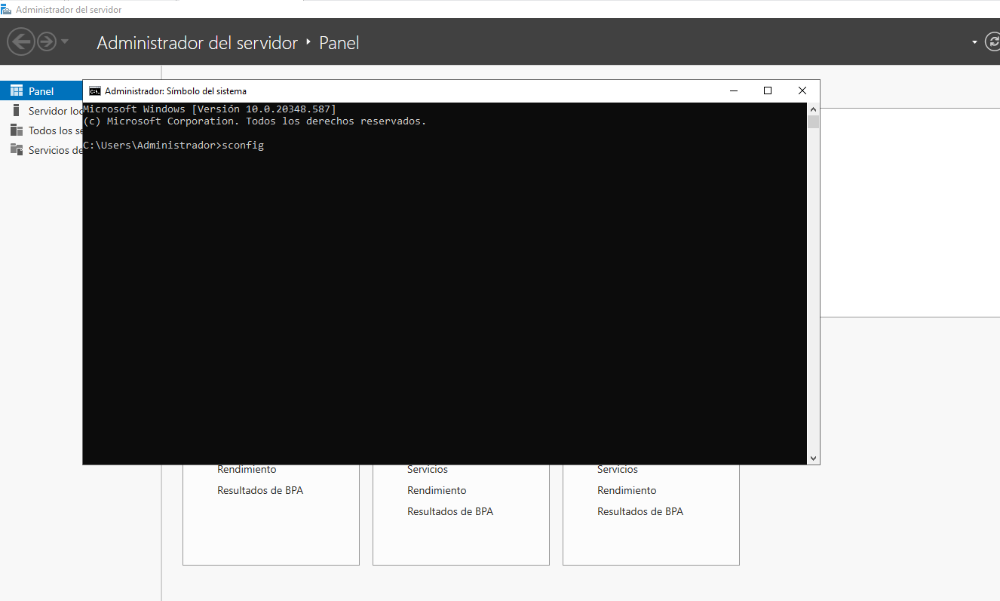 Administrador del servidor
Administrador del servidor ‣ Panel
Panel
Administrador: Símbolo del sistema
Servidor loc
Todos los se
Servicios de
Microsoft Windows [Versión 10.0.20348.587]
(c) Microsoft Corporation. Todos los derechos reservados.
C:\Users\Administrador>sconfig
Rendimiento
Resultados de BPA
Servicios
Rendimiento
Resultados de BPA
Servicios
Rendimiento
Resultados de BPA